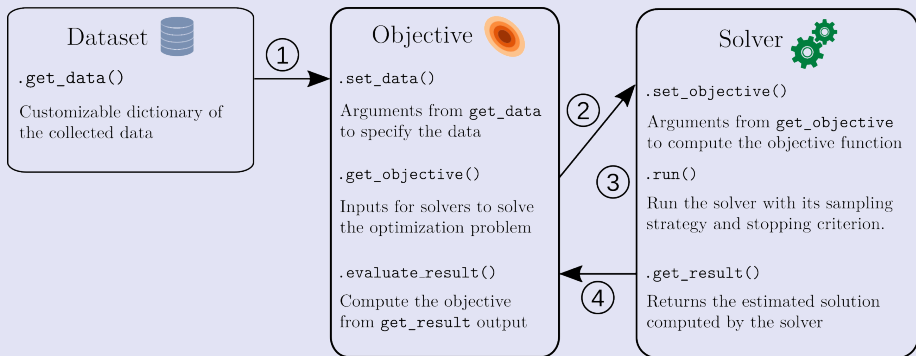 Dataset
.get_data()
Customizable dictionary of
the collected data
1
Objective
.set_data()
Arguments from get_data
to specify the data
.get_objective()
Inputs for solvers to solve
the optimization problem
.evaluate_result()
Compute the objective
from get_result output
2
3
4
Solver
.set_objective()
Arguments from get_objective
to compute the objective function
.run()
Run the solver with its sampling
strategy and stopping criterion.
.get_result()
Returns the estimated solution
computed by the solver